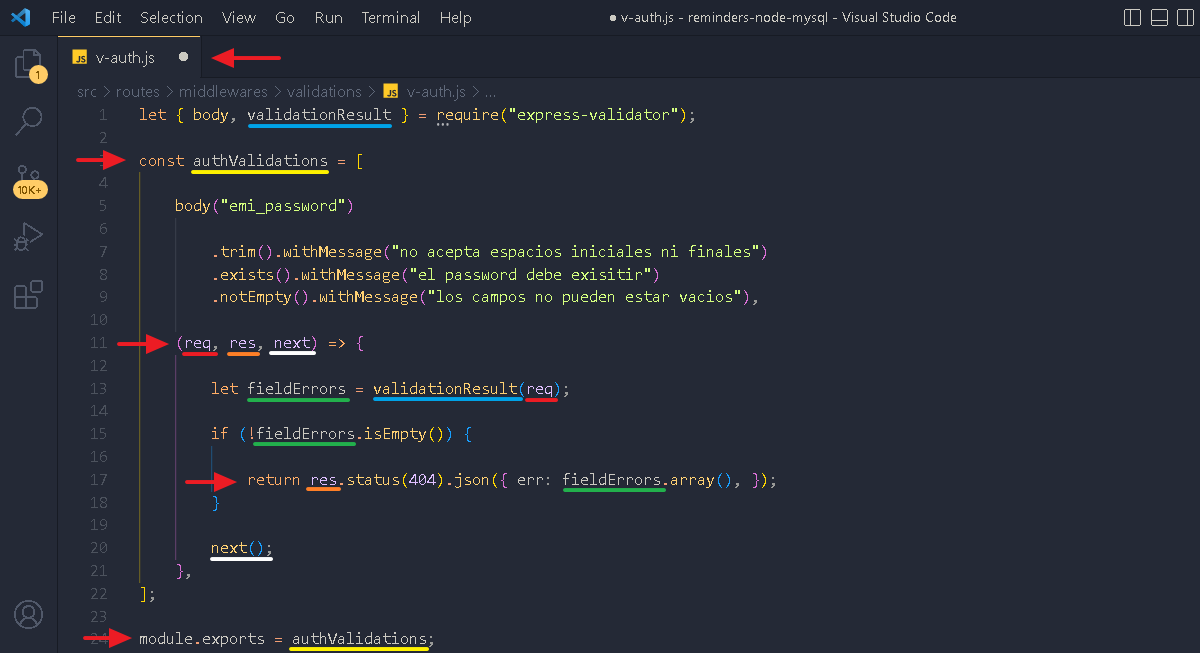 File Edit Selection View Go Run Terminal Help ● v-auth.js - reminders-node-mysql - Visual Studio Code
JS v-auth.js ●
1
10K+
src > routes > middlewares > validations > JS v-auth.js > ...
1 let { body, validationResult } = require("express-validator");
2
const authValidations = [
4
5 body("emi_password")
6
7 .trim().withMessage("no acepta espacios iniciales ni finales")
8 .exists().withMessage("el password debe exisitir")
9 .notEmpty().withMessage("los campos no pueden estar vacios"),
10
11 (req, res, next) => {
12
13 let fieldErrors = validationResult(req);
14
15 if (!fieldErrors.isEmpty()) {
16
17 return res.status(404).json({ err: fieldErrors.array(), });
18 }
19
20 next();
21 },
22 ];
23
24 module.exports = authValidations;